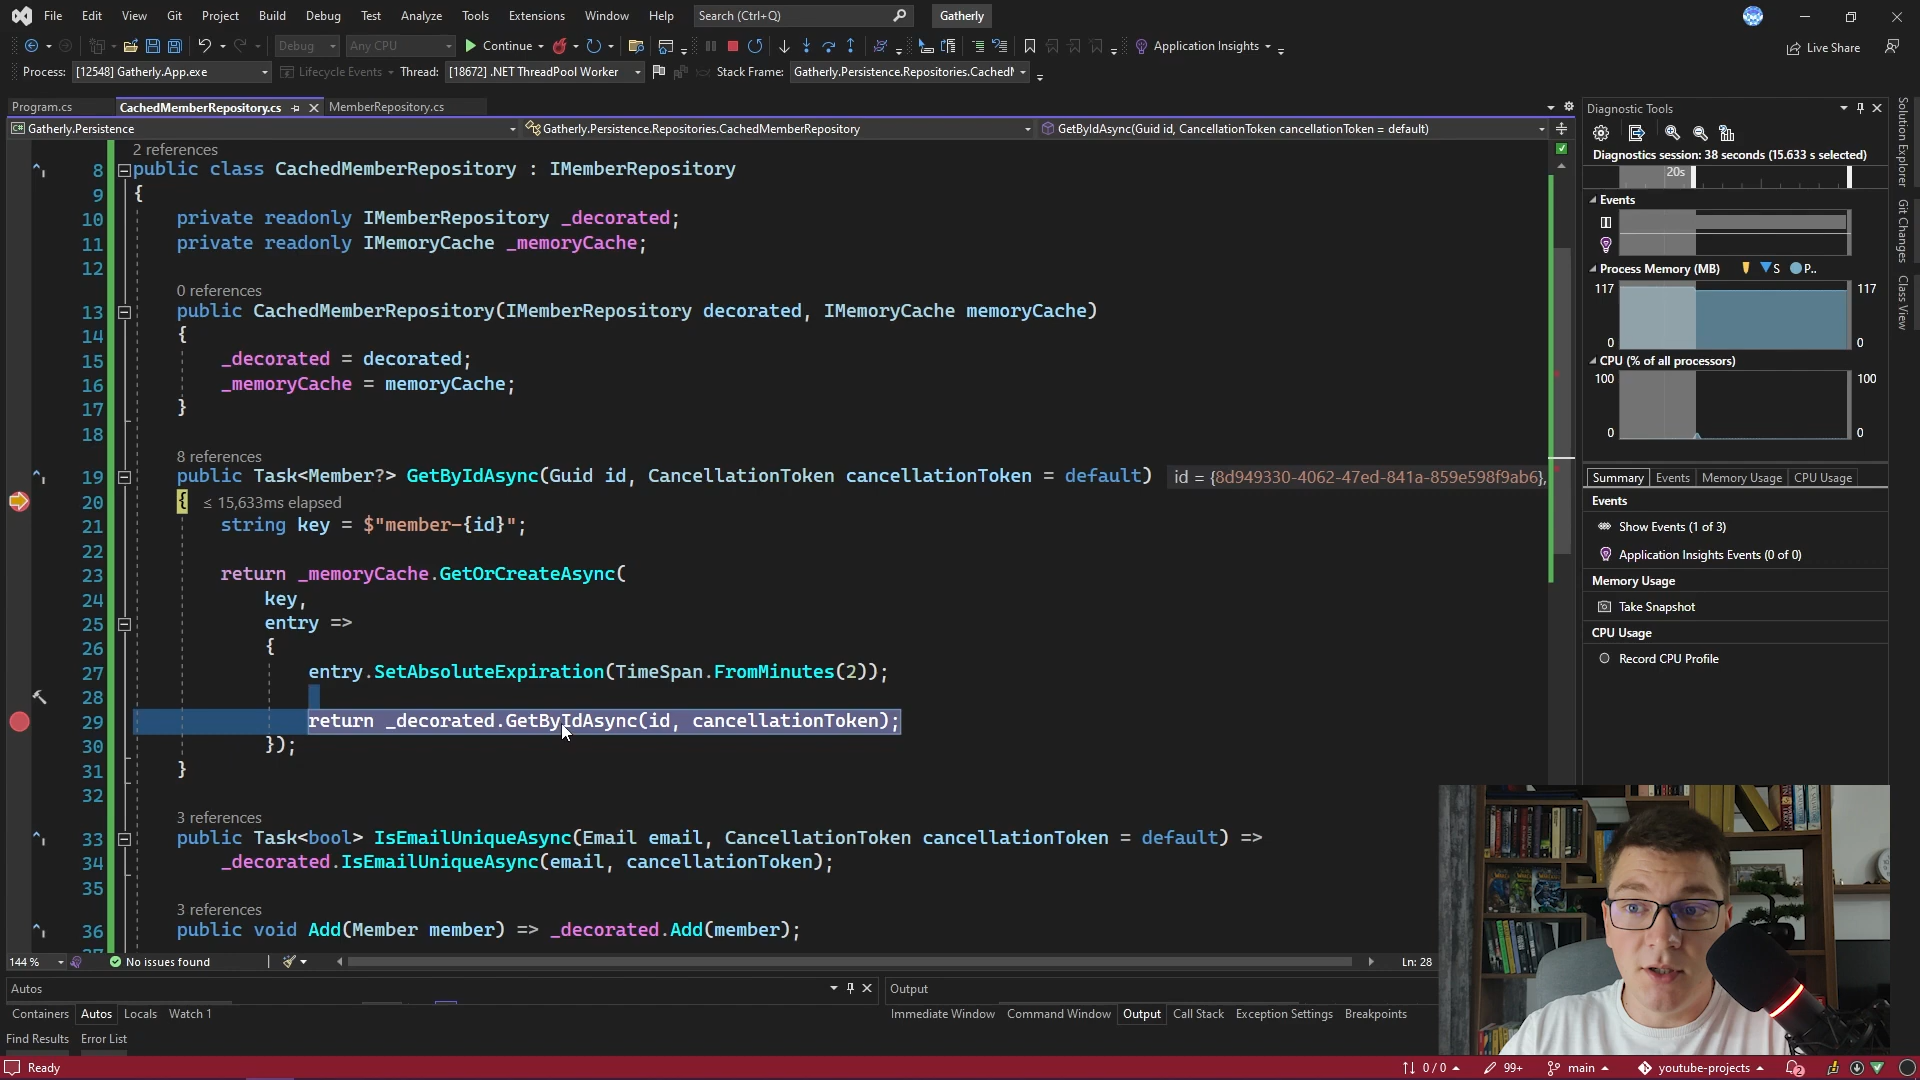 File Edit View Git Project Build Debug Test Analyze Tools Extensions Window Help Search (Ctrl+Q) Gatherly
Debug Any CPU Continue Application Insights Live Share
Process: [12548] Gatherly.App.exe Lifecycle Events Thread: [18672] .NET ThreadPool Worker Stack Frame: Gatherly.Persistence.Repositories.Cached
Program.cs CachedMemberRepository.cs MemberRepository.cs
Gatherly.Persistence Gatherly.Persistence.Repositories.CachedMemberRepository GetByIdAsync(Guid id, CancellationToken cancellationToken = default)
2 references
8 public class CachedMemberRepository : IMemberRepository
9 {
10 private readonly IMemberRepository _decorated;
11 private readonly IMemoryCache _memoryCache;
12
0 references
13 public CachedMemberRepository(IMemberRepository decorated, IMemoryCache memoryCache)
14 {
15 _decorated = decorated;
16 _memoryCache = memoryCache;
17 }
18
8 references
19 public Task<Member?> GetByIdAsync(Guid id, CancellationToken cancellationToken = default) id = {8d949330-4062-47ed-841a-859e598f9ab6},
20 { ≤ 15,633ms elapsed
21 string key = $"member-{id}";
22
23 return _memoryCache.GetOrCreateAsync(
24 key,
25 entry =>
26 {
27 entry.SetAbsoluteExpiration(TimeSpan.FromMinutes(2));
28
29 return _decorated.GetByIdAsync(id, cancellationToken);
30 });
31 }
32
3 references
33 public Task<bool> IsEmailUniqueAsync(Email email, CancellationToken cancellationToken = default) =>
34 _decorated.IsEmailUniqueAsync(email, cancellationToken);
35
3 references
36 public void Add(Member member) => _decorated.Add(member);
144 % No issues found Ln: 28
Autos
Containers Autos Locals Watch 1
Find Results Error List
Output
Immediate Window Command Window Output Call Stack Exception Settings Breakpoints
Diagnostic Tools
Diagnostics session: 38 seconds (15.633 s selected)
20s
Events
Process Memory (MB) S P..
117 117
0 0
CPU (% of all processors)
100 100
0 0
Summary Events Memory Usage CPU Usage
Events
Show Events (1 of 3)
Application Insights Events (0 of 0)
Memory Usage
Take Snapshot
CPU Usage
Record CPU Profile
Solution Explorer
Git Changes
Class View
Ready 0 / 0 99+ main youtube-projects 2